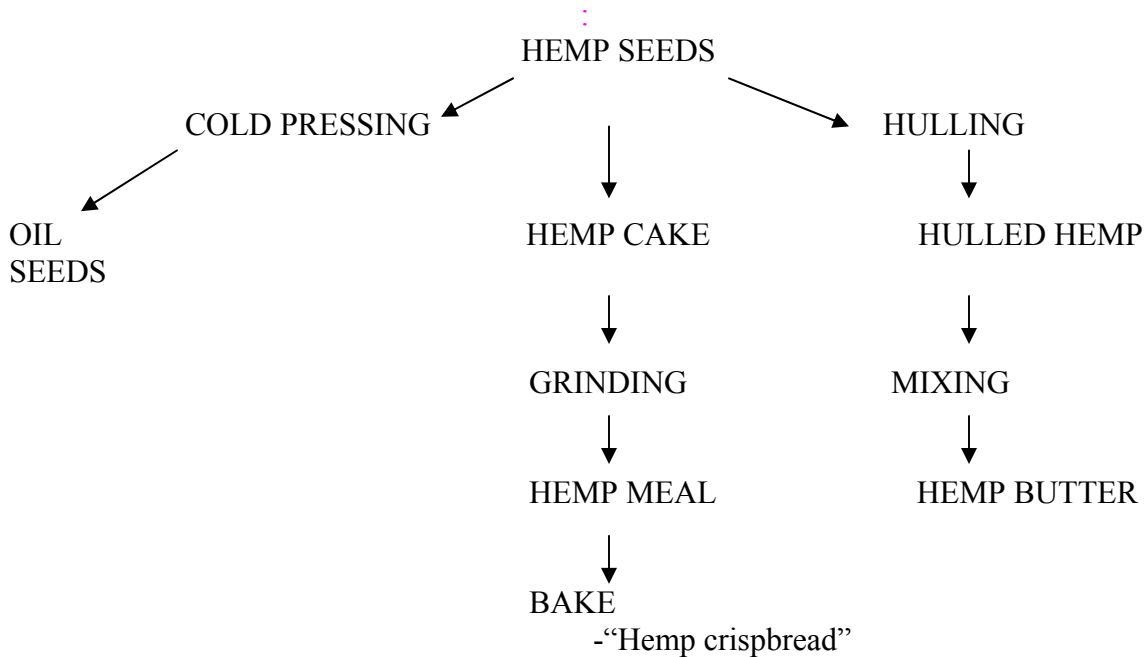 :
HEMP SEEDS
COLD PRESSING
HULLING
OIL
SEEDS
HEMP CAKE
HULLED HEMP
GRINDING
MIXING
HEMP MEAL
HEMP BUTTER
BAKE
-“Hemp crispbread”